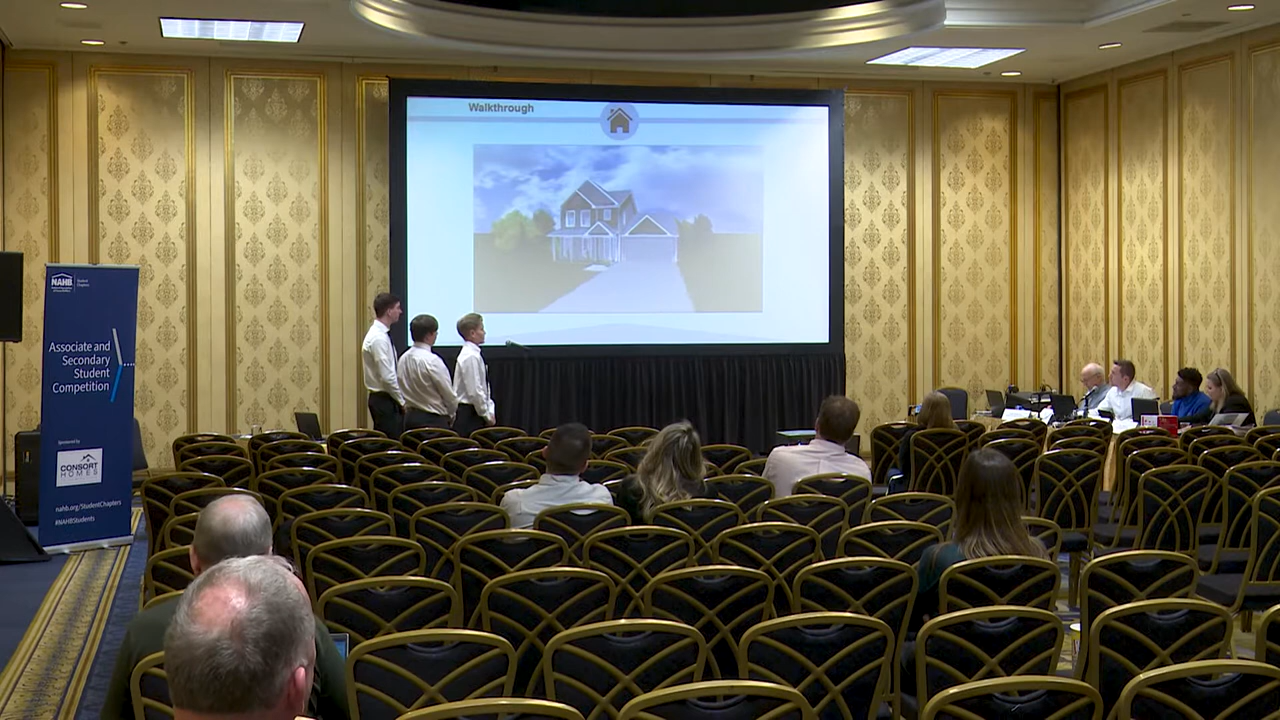 Walkthrough
NAHB
Student
Chapters
Associate and
Secondary
Student
Competition
Sponsored by
CONSORT
HOMES
nahb.org/StudentChapters
#NAHBStudents